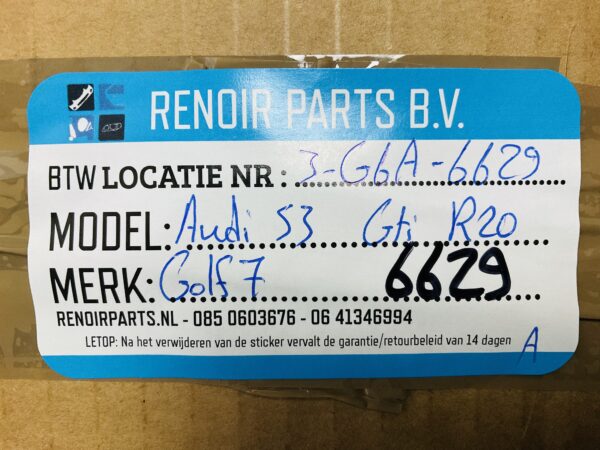 RENOIR PARTS B.V.
BTW LOCATIE NR : 3-G6A-6629
MODEL: Audi S3 Gti R20
MERK: Golf 7 6629
RENOIRPARTS.NL - 085 0603676 - 06 41346994
LETOP: Na het verwijderen van de sticker vervalt de garantie/retourbeleid van 14 dagen A